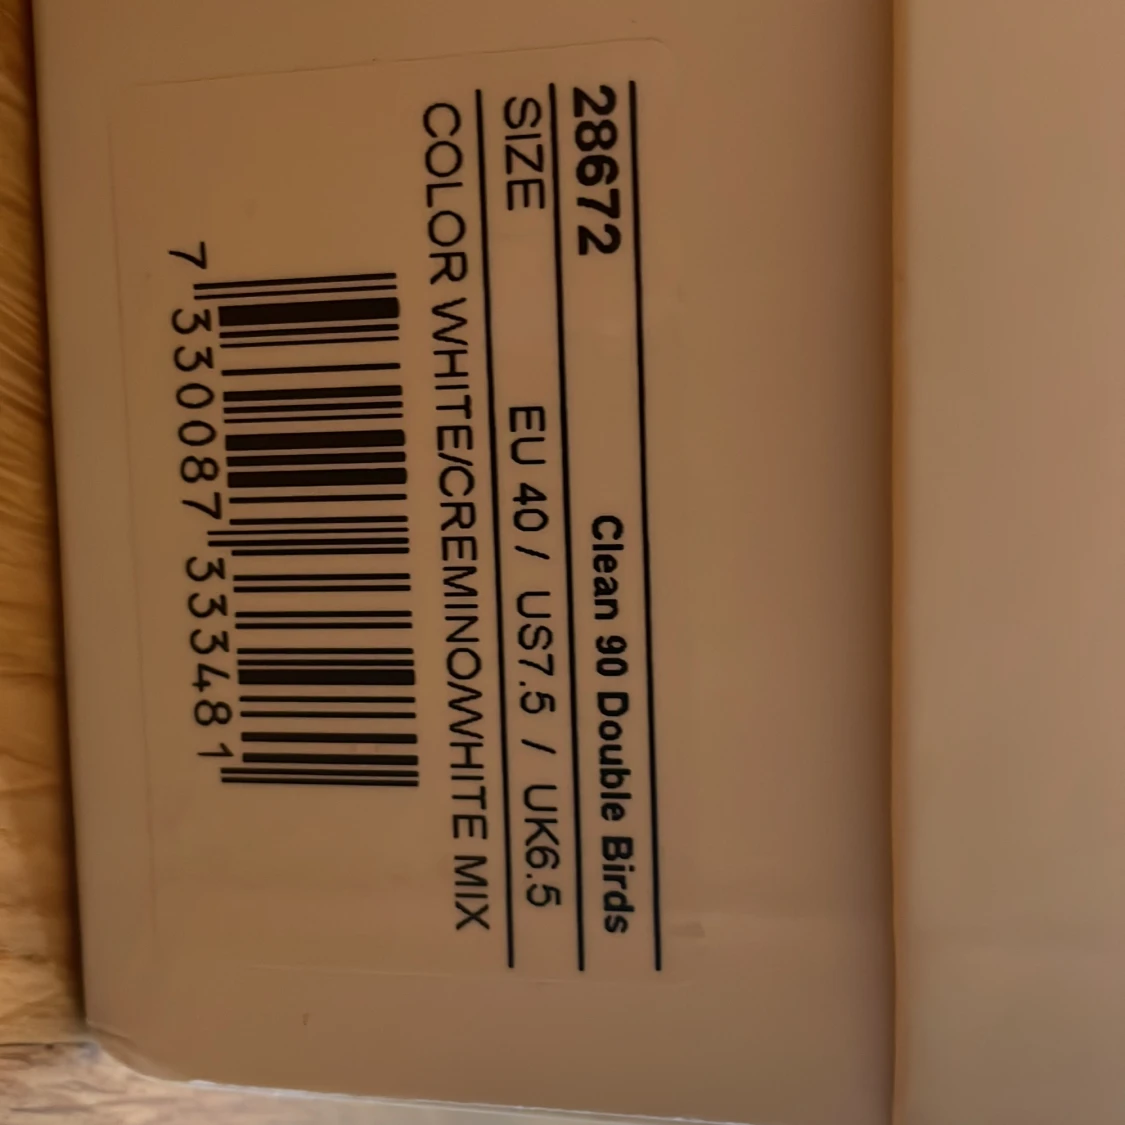 28672 Clean 90 Double Birds
SIZE EU 40 / US7.5 / UK6.5
COLOR WHITE/CREMINO/WHITE MIX
7 330087 333481